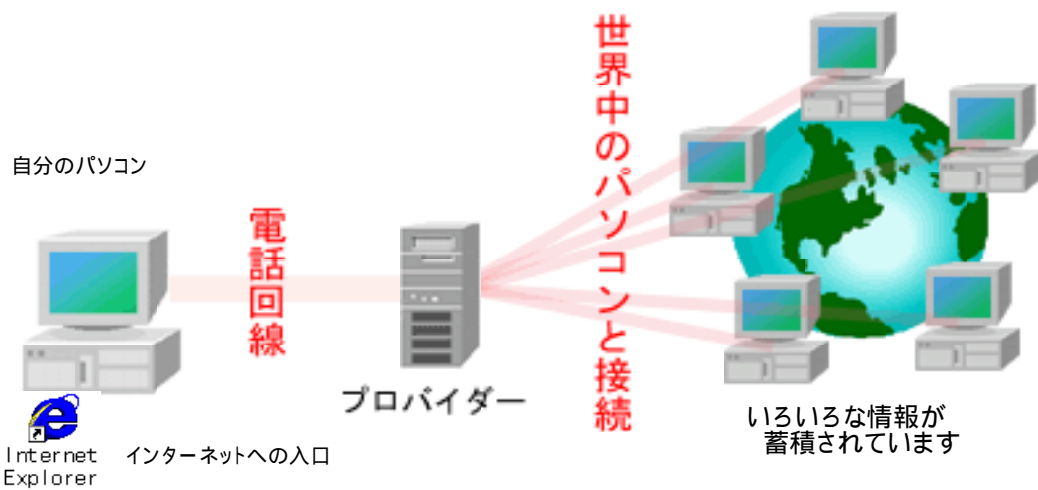 自分のパソコン
電話回線
プロバイダー
世界中のパソコンと接続
いろいろな情報が
蓄積されています
Internet
Explorer
インターネットへの入口